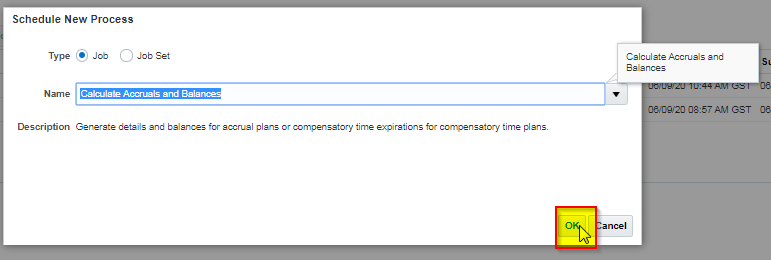 Schedule New Process
Type Job Job Set
Calculate Accruals and
Balances
Su
Name Calculate Accruals and Balances
06/09/20 10:44 AM GST 06
06/09/20 08:57 AM GST 06
Description Generate details and balances for accrual plans or compensatory time expirations for compensatory time plans.
OK Cancel